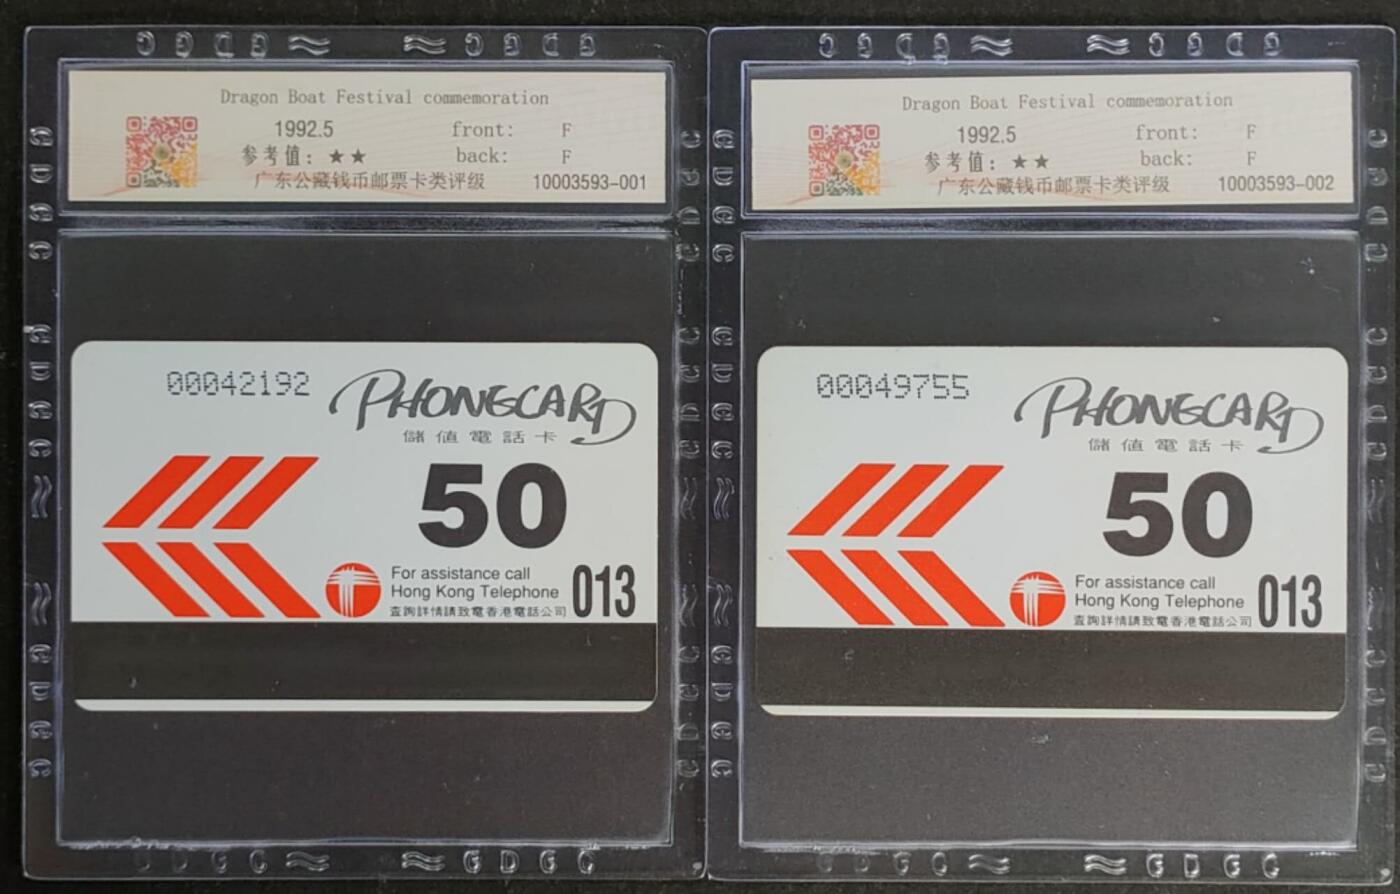 G D G C
Dragon Boat Festival commemoration
1992.5 front: F
参考值：★★ back: F
广东公藏钱币邮票卡类评级 10003593-001
00042192 PHONECARD
儲值電話卡
50
For assistance call
Hong Kong Telephone
查詢詳情請致電香港電話公司
013
G D G C
G D G C
Dragon Boat Festival commemoration
1992.5 front: F
参考值：★★ back: F
广东公藏钱币邮票卡类评级 10003593-002
00049755 PHONECARD
儲值電話卡
50
For assistance call
Hong Kong Telephone
查詢詳情請致電香港電話公司
013
G D G C